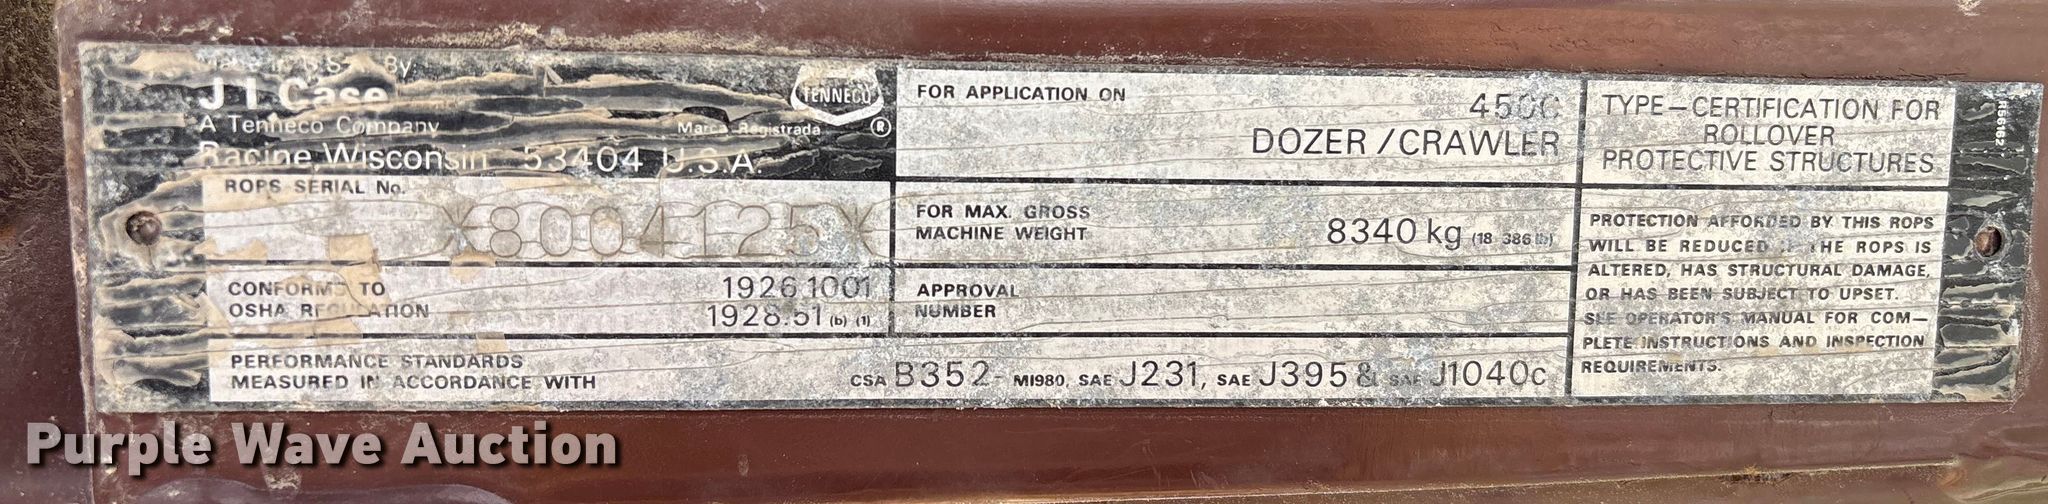 Made In U.S.A. By
J I Case
A Tenneco Company
Marca Registrada
TENNECO
®
Racine, Wisconsin 53404 U.S.A.
ROPS SERIAL No.
*8004125*
CONFORMS TO
OSHA REGULATION
1926.1001
1928.51 (b) (1)
PERFORMANCE STANDARDS
MEASURED IN ACCORDANCE WITH
CSA B352- M1980, SAE J231, SAE J395 & SAE J1040c
FOR APPLICATION ON
450C
DOZER/CRAWLER
FOR MAX. GROSS
MACHINE WEIGHT
8340 kg (18 386 lb)
APPROVAL
NUMBER
TYPE-CERTIFICATION FOR
ROLLOVER
PROTECTIVE STRUCTURES
PROTECTION AFFORDED BY THIS ROPS
WILL BE REDUCED IF THE ROPS IS
ALTERED, HAS STRUCTURAL DAMAGE,
OR HAS BEEN SUBJECT TO UPSET.
SEE OPERATOR'S MANUAL FOR COM-
PLETE INSTRUCTIONS AND INSPECTION
REQUIREMENTS.
R56162
Purple Wave Auction